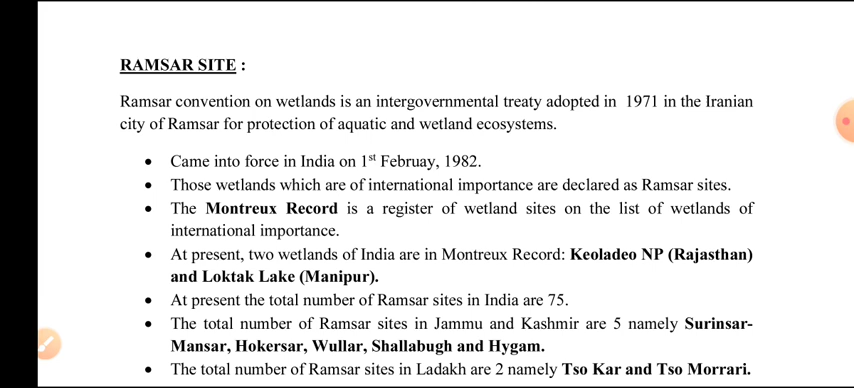 RAMSAR SITE :
Ramsar convention on wetlands is an intergovernmental treaty adopted in 1971 in the Iranian
city of Ramsar for protection of aquatic and wetland ecosystems.
• Came into force in India on 1st Februay, 1982.
• Those wetlands which are of international importance are declared as Ramsar sites.
• The Montreux Record is a register of wetland sites on the list of wetlands of
international importance.
• At present, two wetlands of India are in Montreux Record: Keoladeo NP (Rajasthan)
and Loktak Lake (Manipur).
• At present the total number of Ramsar sites in India are 75.
• The total number of Ramsar sites in Jammu and Kashmir are 5 namely Surinsar-
Mansar, Hokersar, Wullar, Shallabugh and Hygam.
• The total number of Ramsar sites in Ladakh are 2 namely Tso Kar and Tso Morrari.